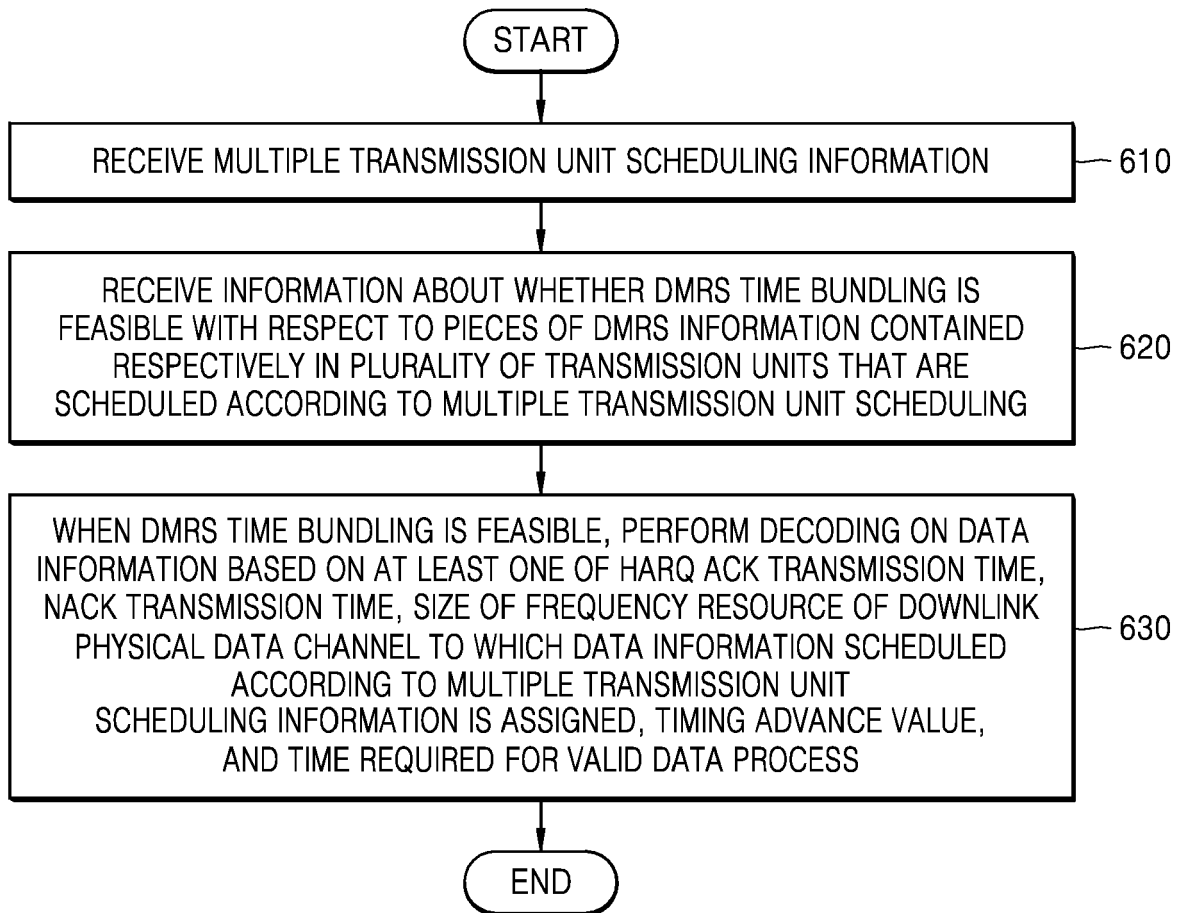 START
RECEIVE MULTIPLE TRANSMISSION UNIT SCHEDULING INFORMATION
610
RECEIVE INFORMATION ABOUT WHETHER DMRS TIME BUNDLING IS
FEASIBLE WITH RESPECT TO PIECES OF DMRS INFORMATION CONTAINED
RESPECTIVELY IN PLURALITY OF TRANSMISSION UNITS THAT ARE
SCHEDULED ACCORDING TO MULTIPLE TRANSMISSION UNIT SCHEDULING
620
WHEN DMRS TIME BUNDLING IS FEASIBLE, PERFORM DECODING ON DATA
INFORMATION BASED ON AT LEAST ONE OF HARQ ACK TRANSMISSION TIME,
NACK TRANSMISSION TIME, SIZE OF FREQUENCY RESOURCE OF DOWNLINK
PHYSICAL DATA CHANNEL TO WHICH DATA INFORMATION SCHEDULED
ACCORDING TO MULTIPLE TRANSMISSION UNIT
SCHEDULING INFORMATION IS ASSIGNED, TIMING ADVANCE VALUE,
AND TIME REQUIRED FOR VALID DATA PROCESS
630
END